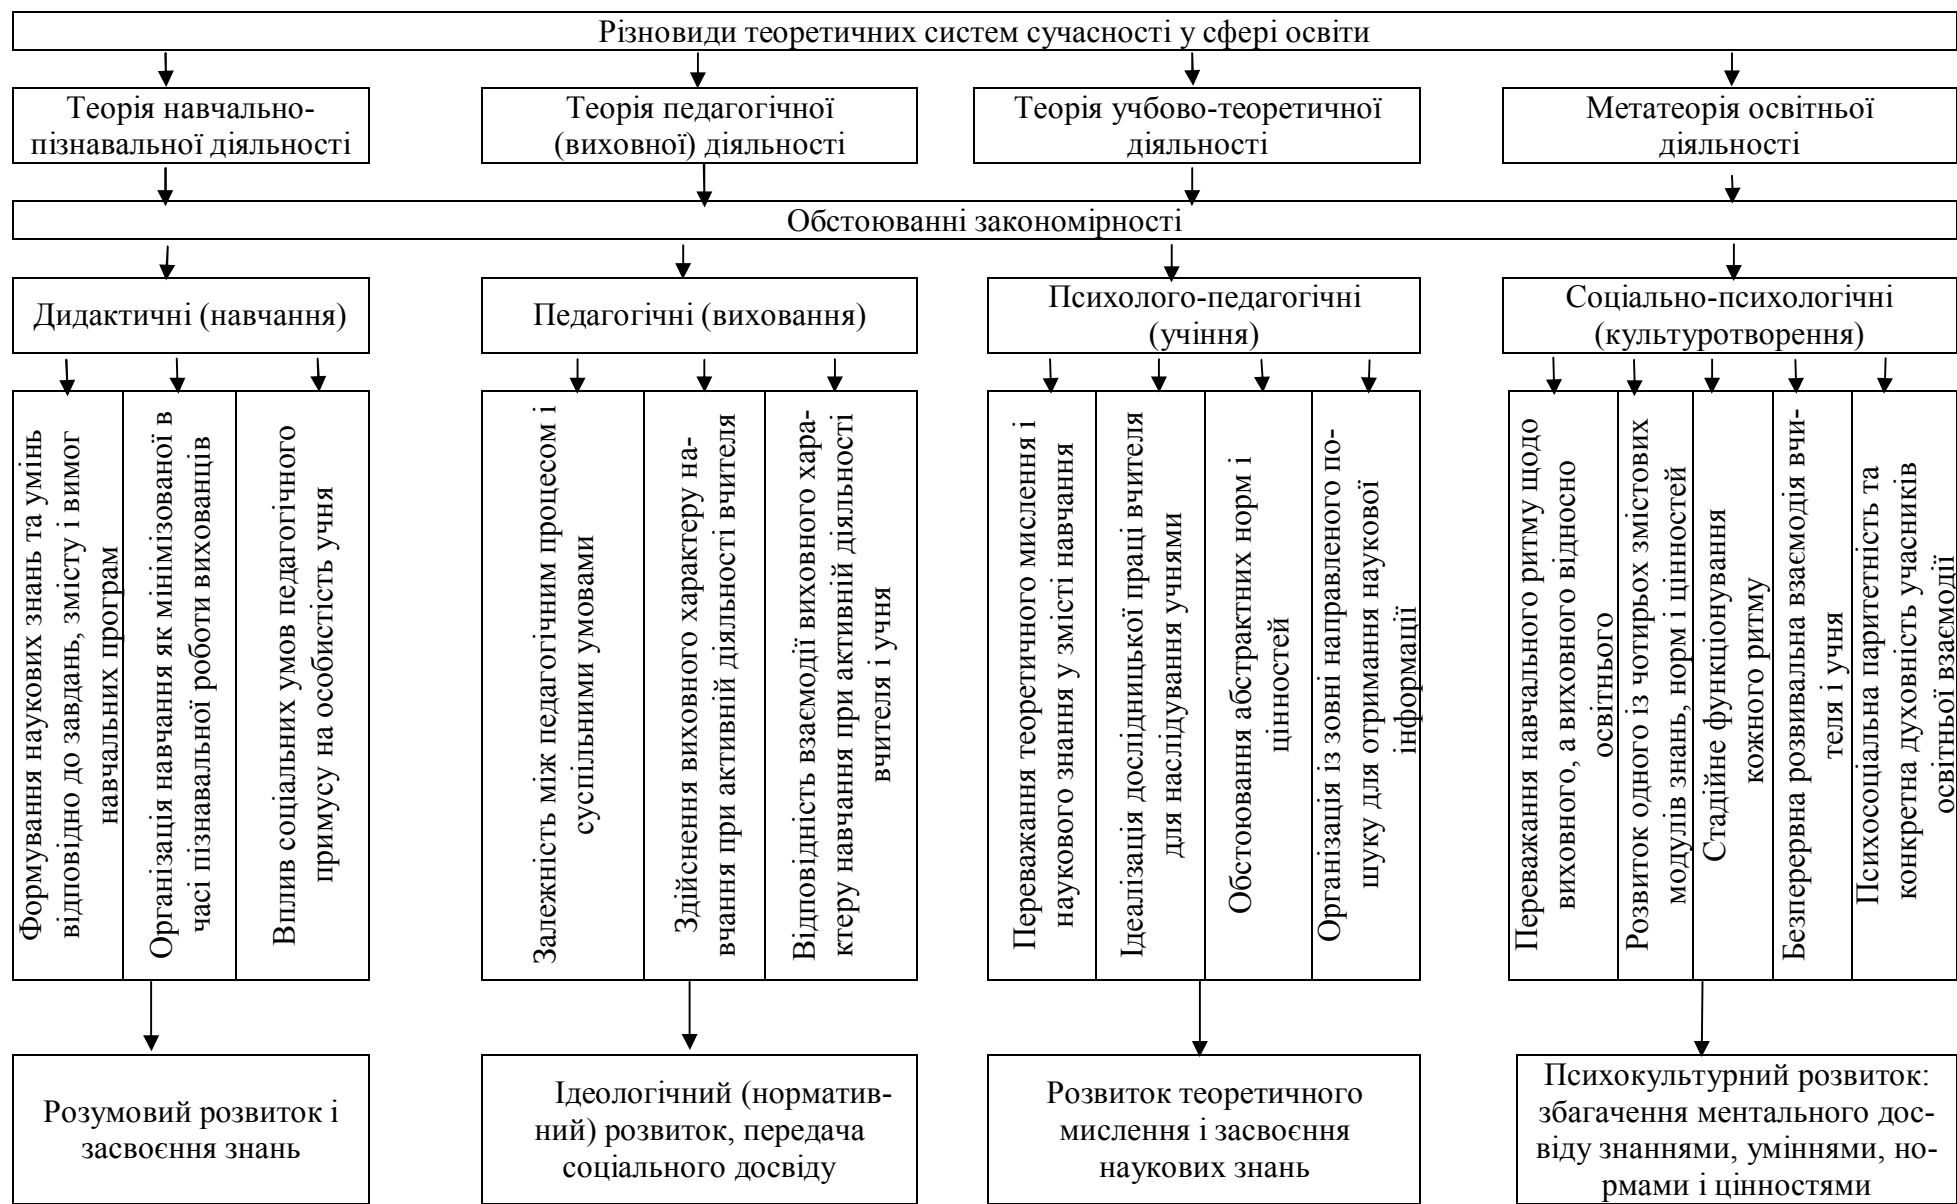 Різновиди теоретичних систем сучасності у сфері освіти
Теорія навчально-
пізнавальної діяльності
Теорія педагогічної
(виховної) діяльності
Теорія учбово-теоретичної
діяльності
Метатеорія освітньої
діяльності
Обстоюванні закономірності
Дидактичні (навчання)
Педагогічні (виховання)
Психолого-педагогічні
(учіння)
Соціально-психологічні
(культуротворення)
Формування наукових знань та умінь
відповідно до завдань, змісту і вимог
навчальних програм
Організація навчання як мінімізованої в
часі пізнавальної роботи вихованців
Вплив соціальних умов педагогічного
примусу на особистість учня
Залежність між педагогічним процесом і
суспільними умовами
Здійснення виховного характеру на-
вчання при активній діяльності вчителя
Відповідність взаємодії виховного хара-
ктеру навчання при активній діяльності
вчителя і учня
Переважання теоретичного мислення і
наукового знання у змісті навчання
Ідеалізація дослідницької праці вчителя
для наслідування учнями
Обстоювання абстрактних норм і
цінностей
Організація із зовні направленого по-
шуку для отримання наукової
інформації
Переважання навчального ритму щодо
виховного, а виховного відносно
освітнього
Розвиток одного із чотирьох змістових
модулів знань, норм і цінностей
Стадійне функціонування
кожного ритму
Безперервна розвивальна взаємодія вчи-
теля і учня
Психосоціальна паритетність та
конкретна духовність учасників
освітньої взаємодії
Розумовий розвиток і
засвоєння знань
Ідеологічний (норматив-
ний) розвиток, передача
соціального досвіду
Розвиток теоретичного
мислення і засвоєння
наукових знань
Психокультурний розвиток:
збагачення ментального дос-
віду знаннями, уміннями, но-
рмами і цінностями